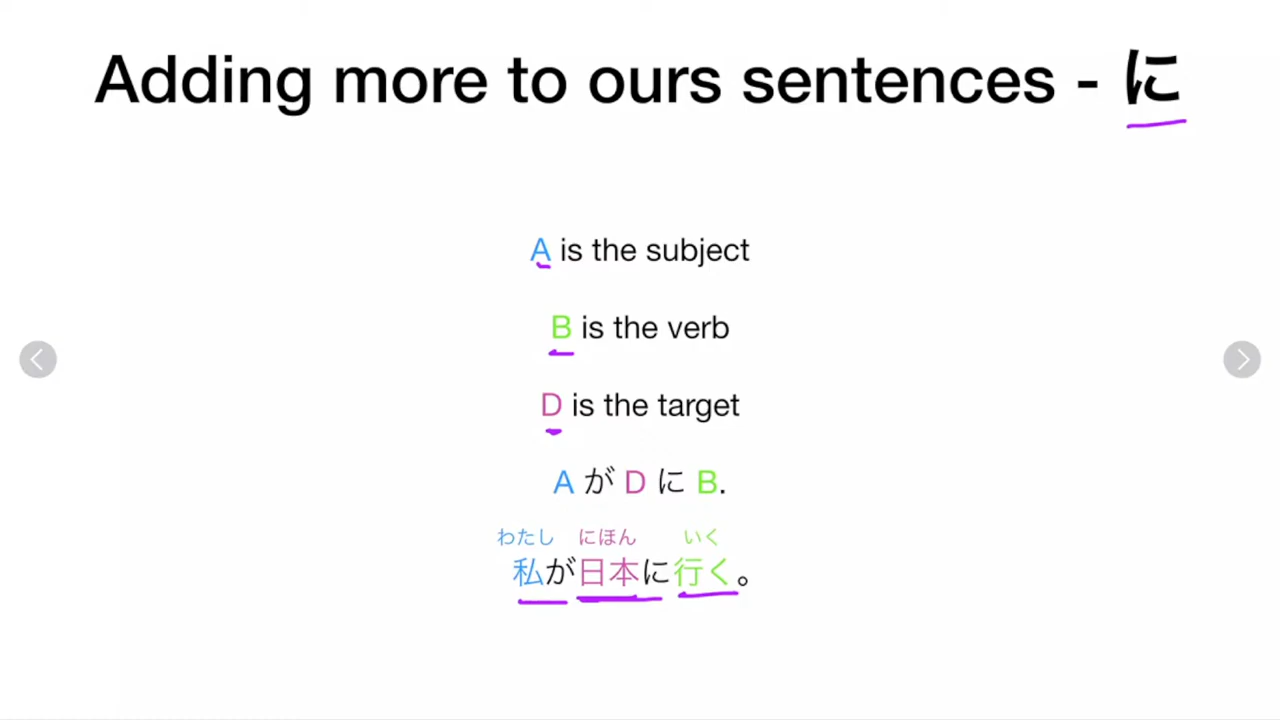 Adding more to ours sentences - に
A is the subject
B is the verb
D is the target
A が D に B.
わたし にほん いく
私が日本に行く。